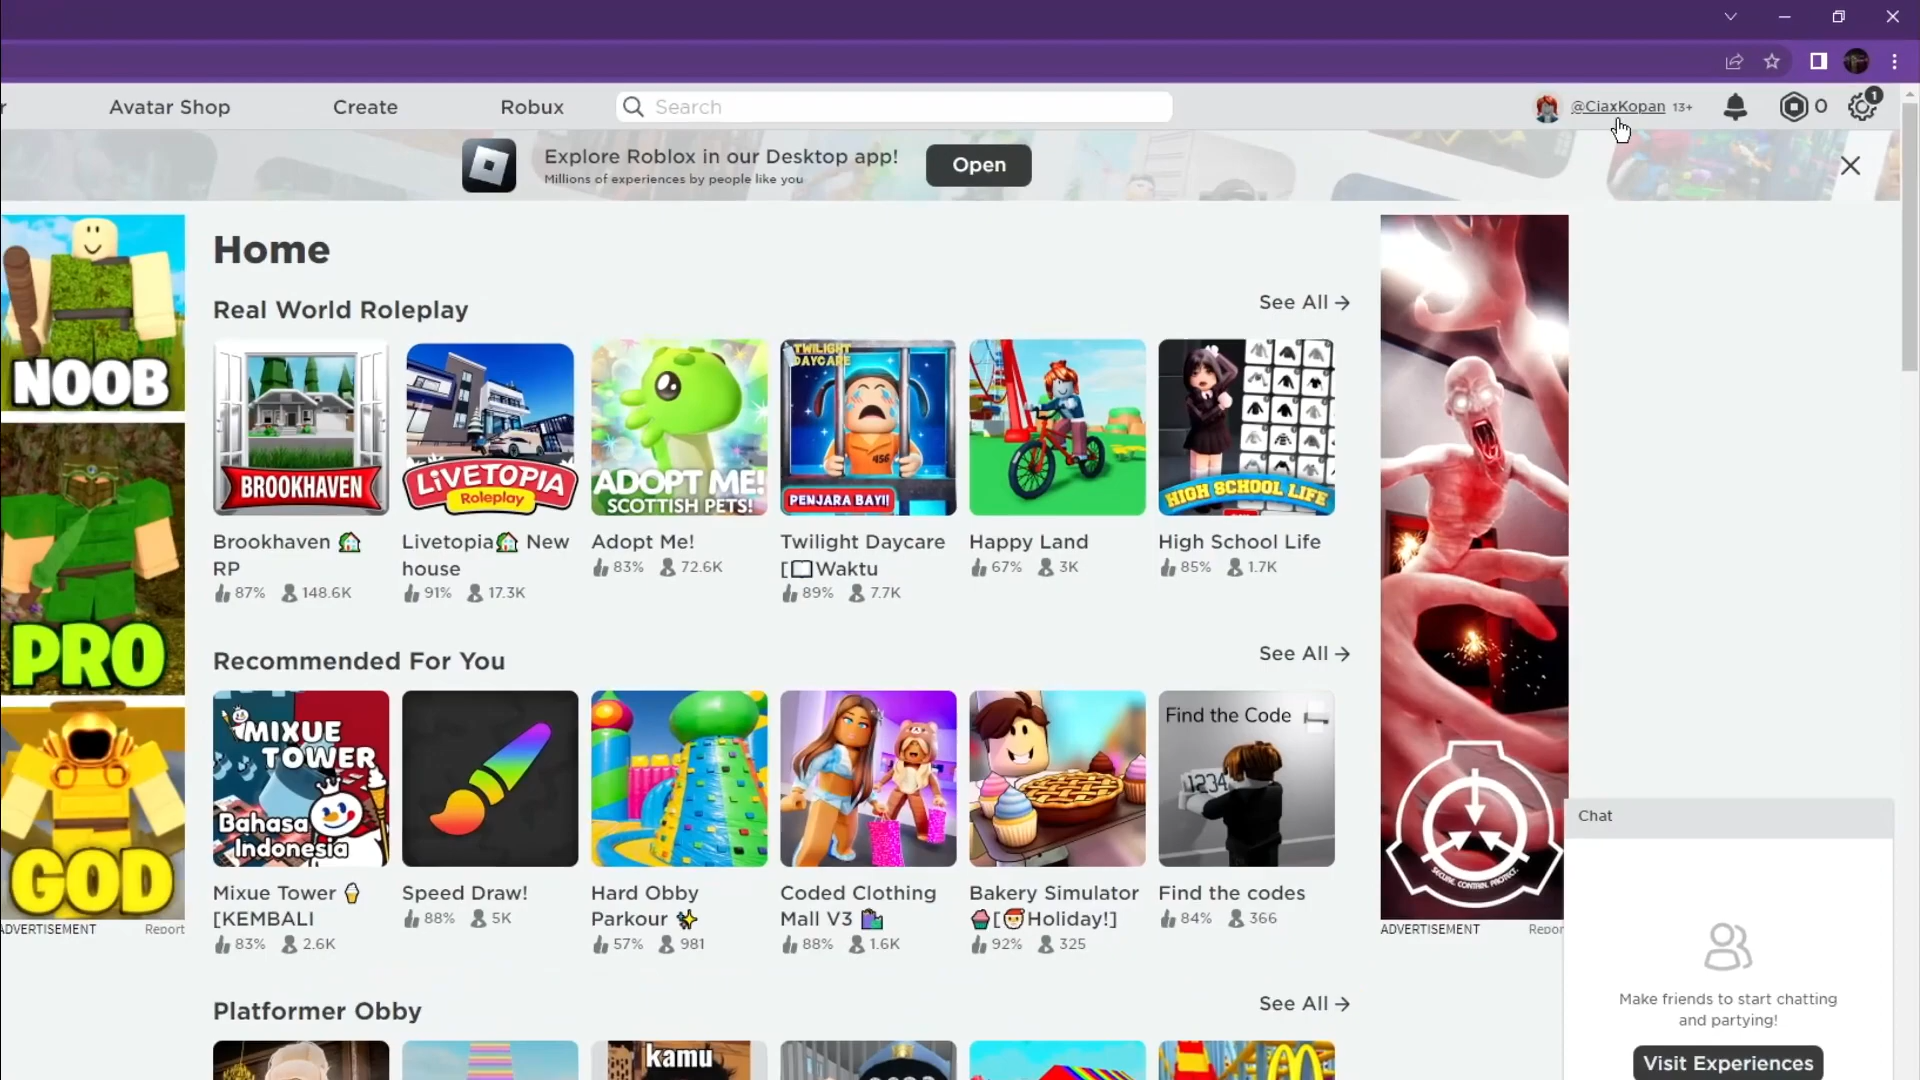 r
Avatar Shop
Create
Robux
Search
@CiaxKopan 13+
0
1
Explore Roblox in our Desktop app!
Millions of experiences by people like you
Open
Home
Real World Roleplay
See All →
NOOB
PRO
GOD
ADVERTISEMENT
Report
BROOKHAVEN
LiVETOPIA
Roleplay
ADOPT ME!
SCOTTISH PETS!
TWILIGHT
DAYCARE
456
PENJARA BAYI!
HIGH SCHOOL LIFE
Brookhaven 🏠
RP
87% 148.6K
Livetopia🏠 New
house
91% 17.3K
Adopt Me!
83% 72.6K
Twilight Daycare
[Waktu
89% 7.7K
Happy Land
67% 3K
High School Life
85% 1.7K
Recommended For You
See All →
MIXUE
TOWER
Bahasa
Indonesia
Find the Code
1234
Mixue Tower 🍦
[KEMBALI
83% 2.6K
Speed Draw!
88% 5K
Hard Obby
Parkour ✨
57% 981
Coded Clothing
Mall V3 🛍️
88% 1.6K
Bakery Simulator
🧁[🎅Holiday!]
92% 325
Find the codes
84% 366
SECURE. CONTAIN. PROTECT.
ADVERTISEMENT
Repor
Platformer Obby
See All →
kamu
Chat
Make friends to start chatting
and partying!
Visit Experiences